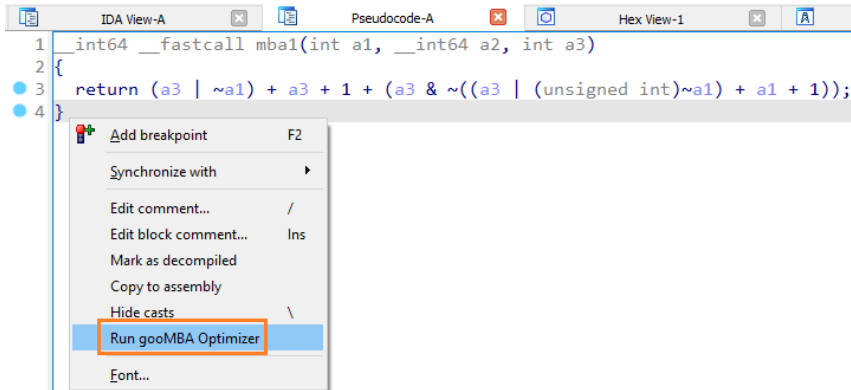 IDA View-A Pseudocode-A Hex View-1 A
1 __int64 __fastcall mba1(int a1, __int64 a2, int a3)
2 {
3 return (a3 | ~a1) + a3 + 1 + (a3 & ~((a3 | (unsigned int)~a1) + a1 + 1));
4 }
Add breakpoint F2
Synchronize with
Edit comment... /
Edit block comment... Ins
Mark as decompiled
Copy to assembly
Hide casts \
Run gooMBA Optimizer
Font...